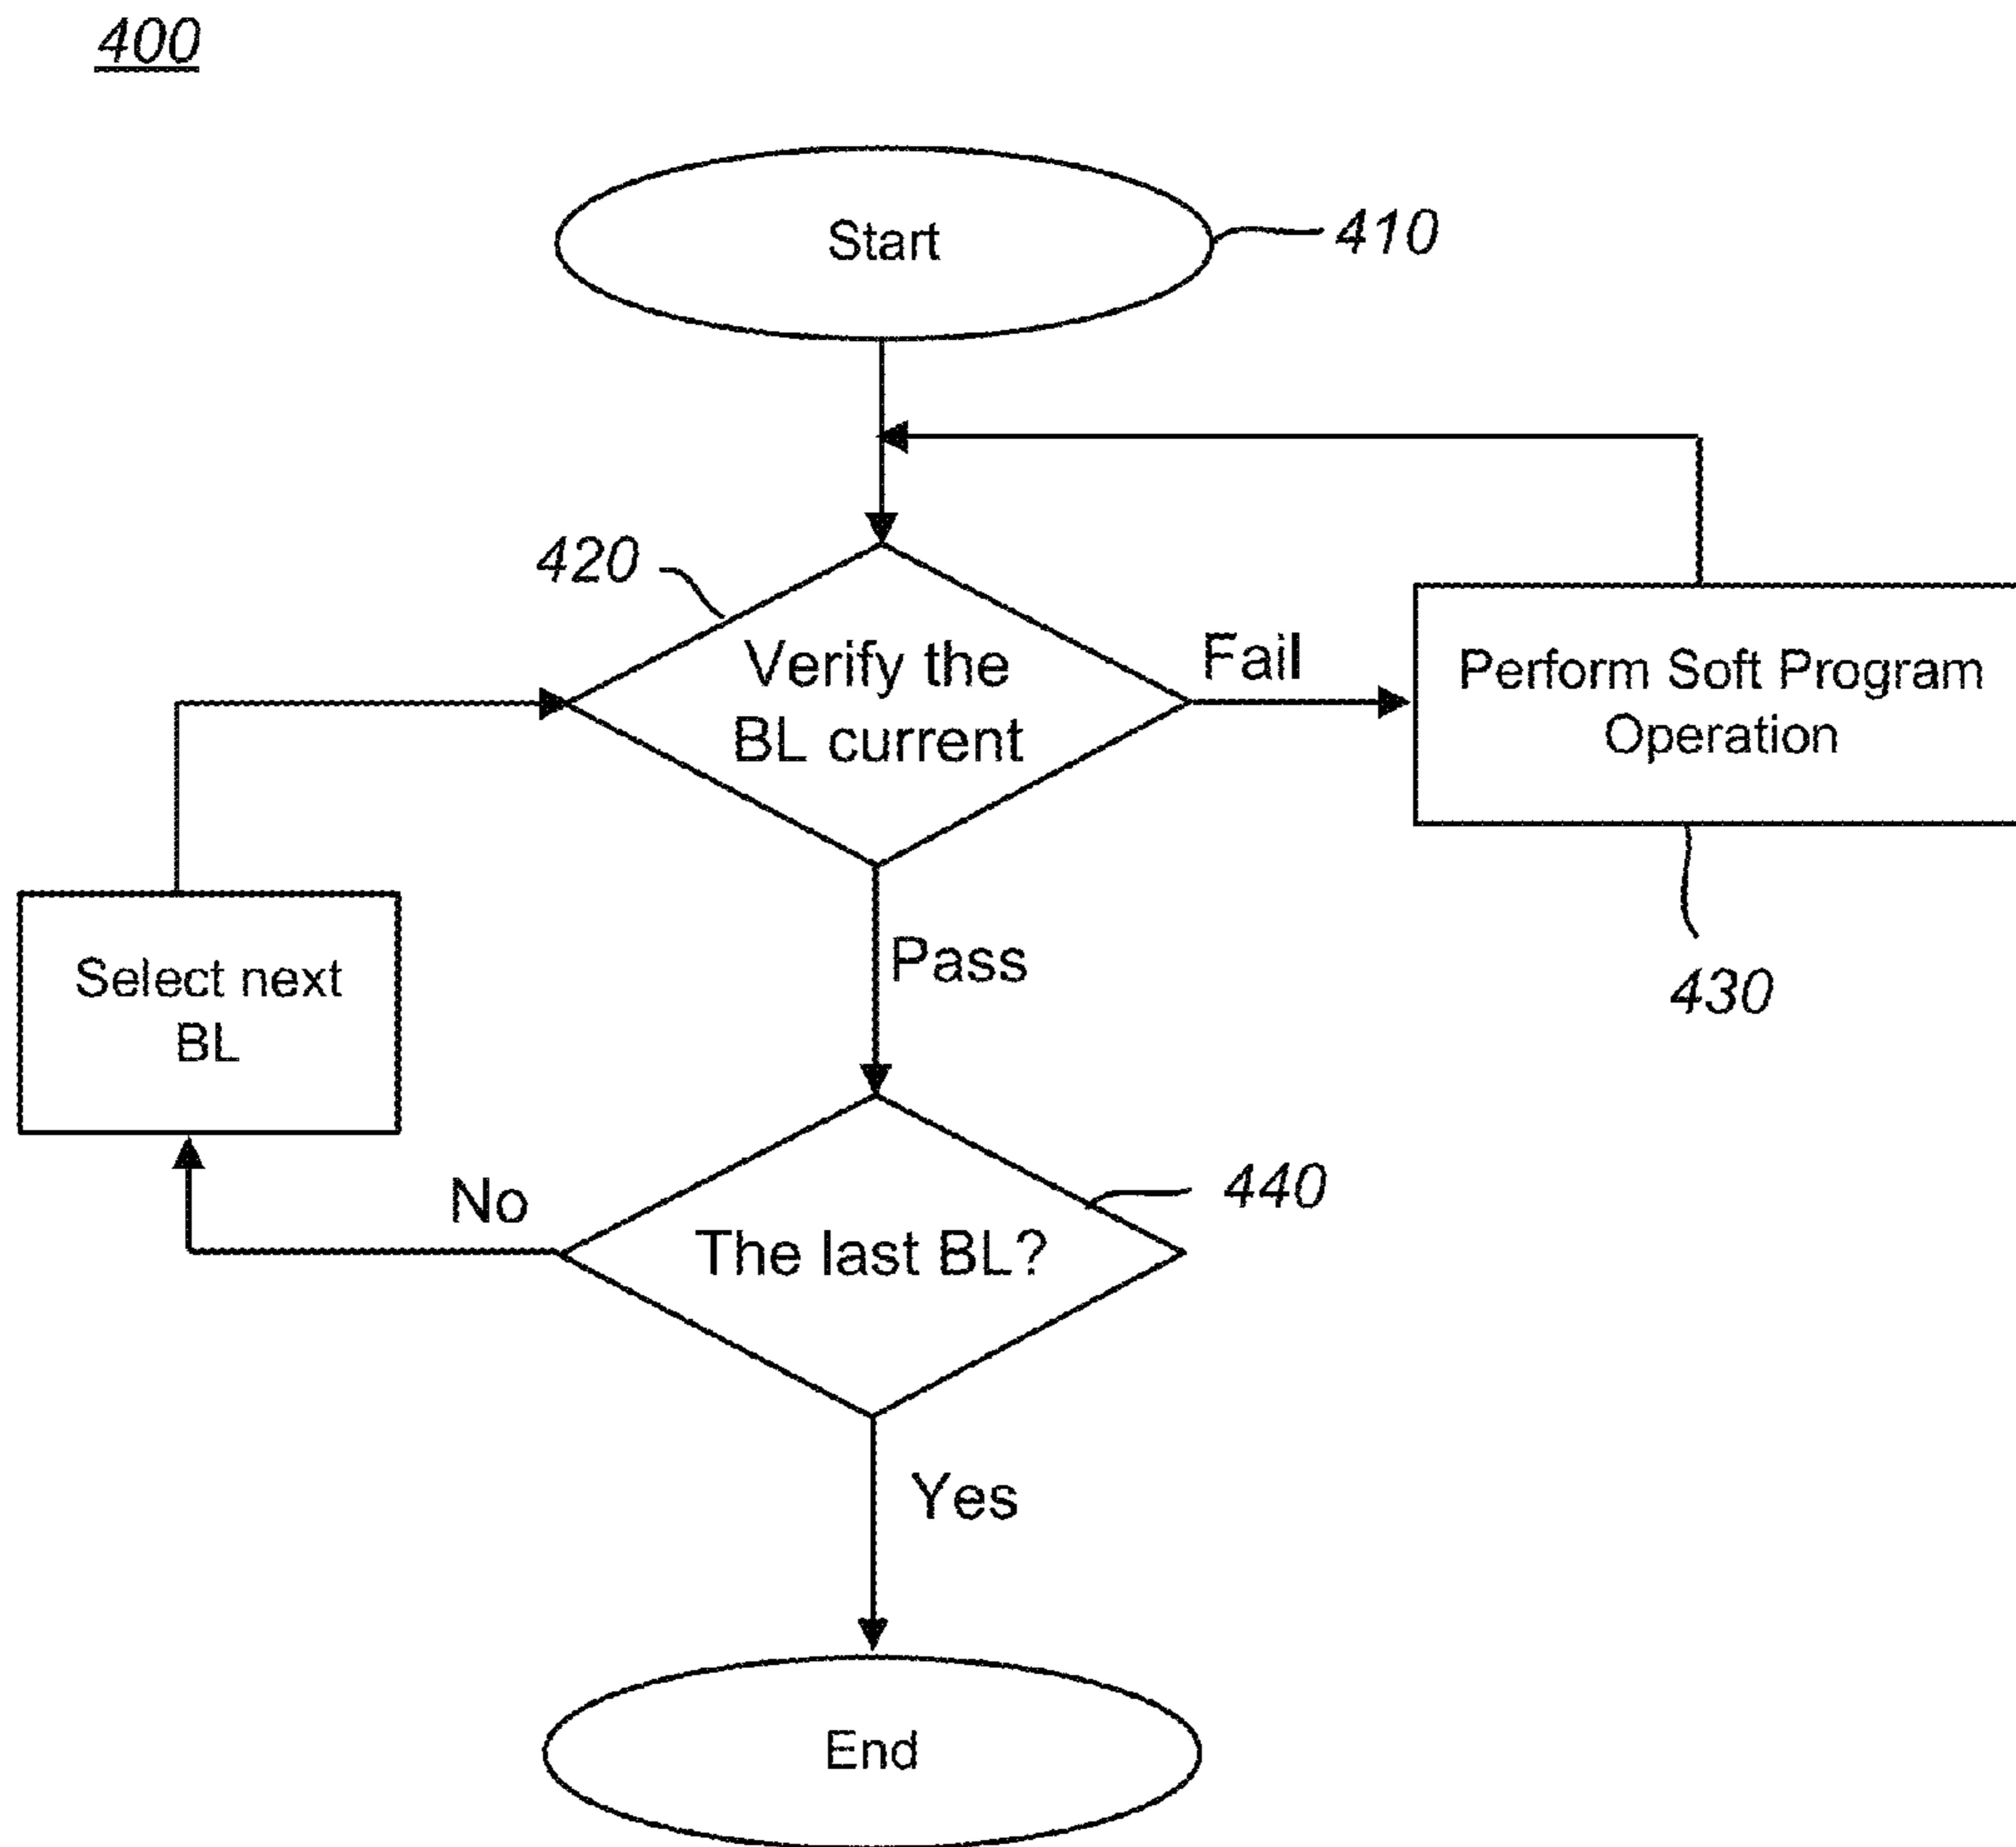 400
Start
410
420
Verify the
BL current
Fail
Perform Soft Program
Operation
430
Pass
Select next
BL
No
The last BL?
440
Yes
End